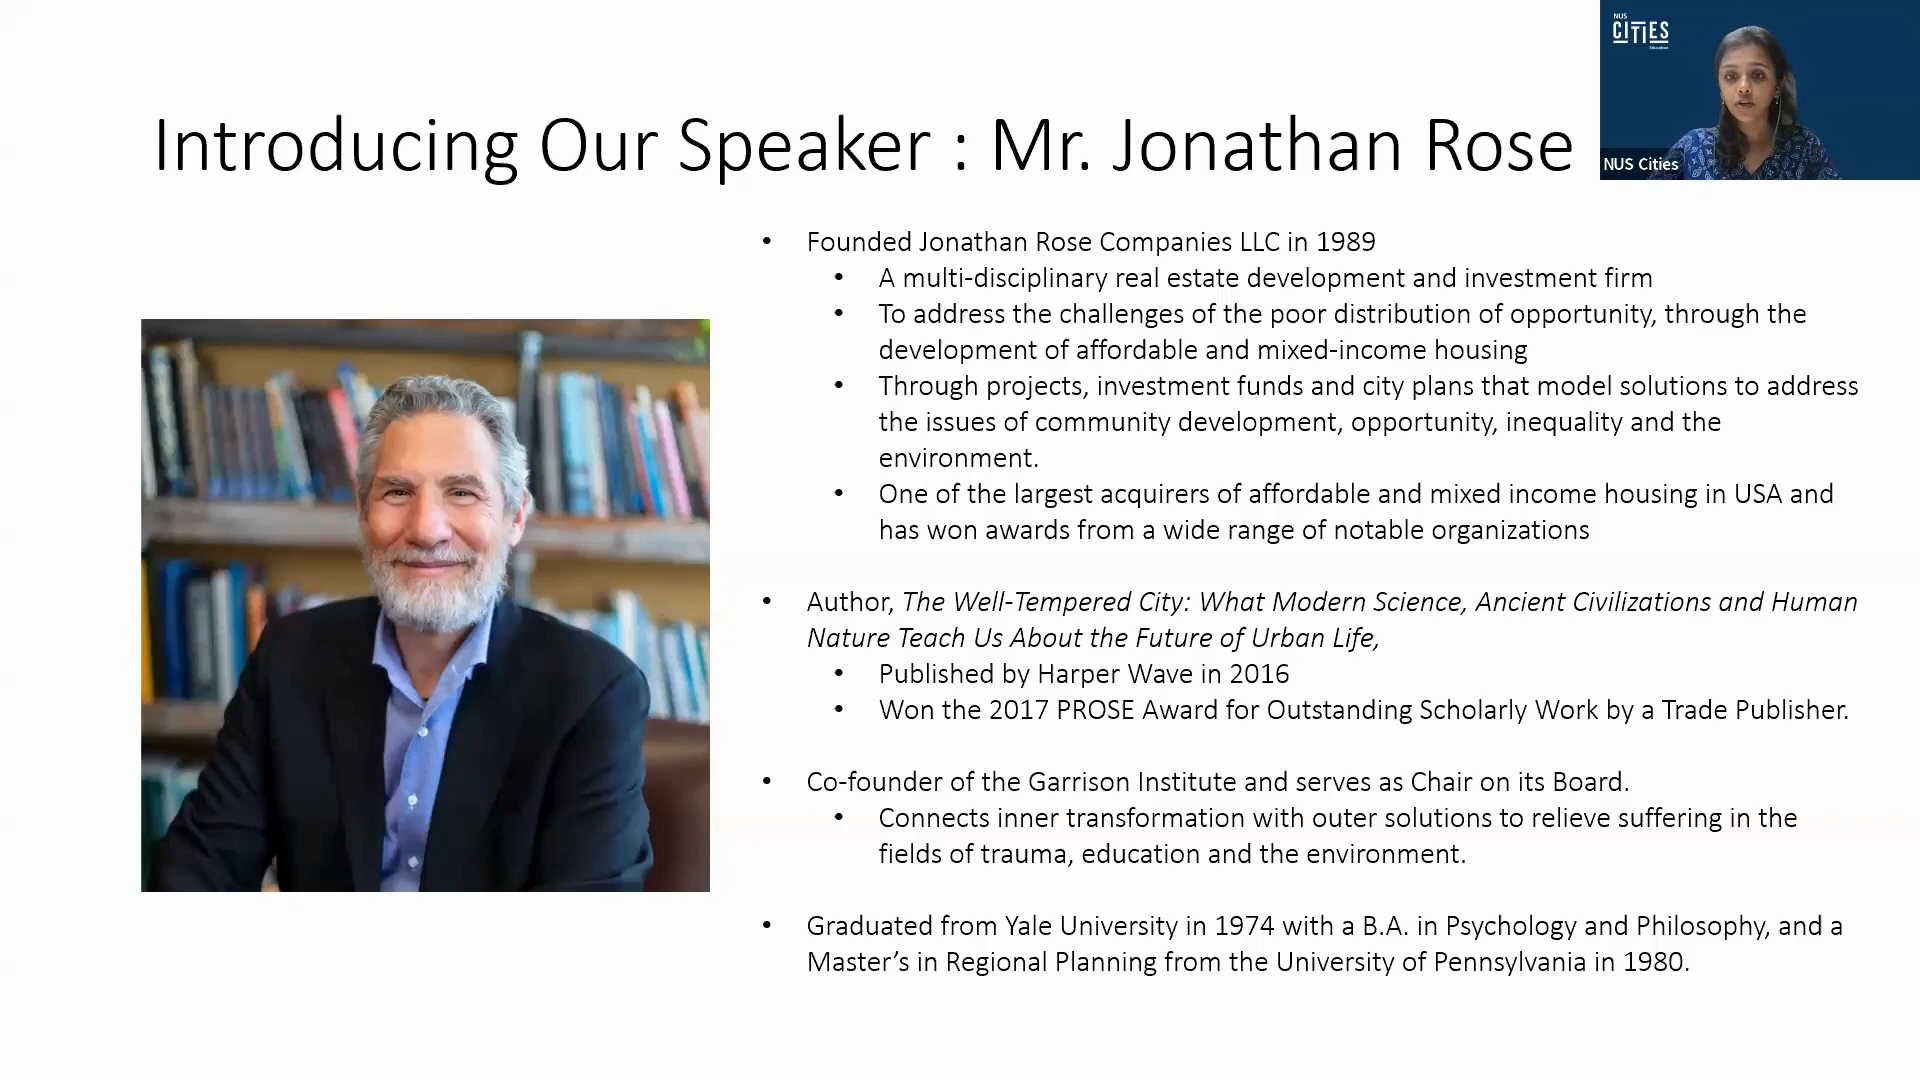 NUS
CITIES
Education
NUS Cities
Introducing Our Speaker : Mr. Jonathan Rose
• Founded Jonathan Rose Companies LLC in 1989
• A multi-disciplinary real estate development and investment firm
• To address the challenges of the poor distribution of opportunity, through the
development of affordable and mixed-income housing
• Through projects, investment funds and city plans that model solutions to address
the issues of community development, opportunity, inequality and the
environment.
• One of the largest acquirers of affordable and mixed income housing in USA and
has won awards from a wide range of notable organizations
• Author, The Well-Tempered City: What Modern Science, Ancient Civilizations and Human
Nature Teach Us About the Future of Urban Life,
• Published by Harper Wave in 2016
• Won the 2017 PROSE Award for Outstanding Scholarly Work by a Trade Publisher.
• Co-founder of the Garrison Institute and serves as Chair on its Board.
• Connects inner transformation with outer solutions to relieve suffering in the
fields of trauma, education and the environment.
• Graduated from Yale University in 1974 with a B.A. in Psychology and Philosophy, and a
Master’s in Regional Planning from the University of Pennsylvania in 1980.